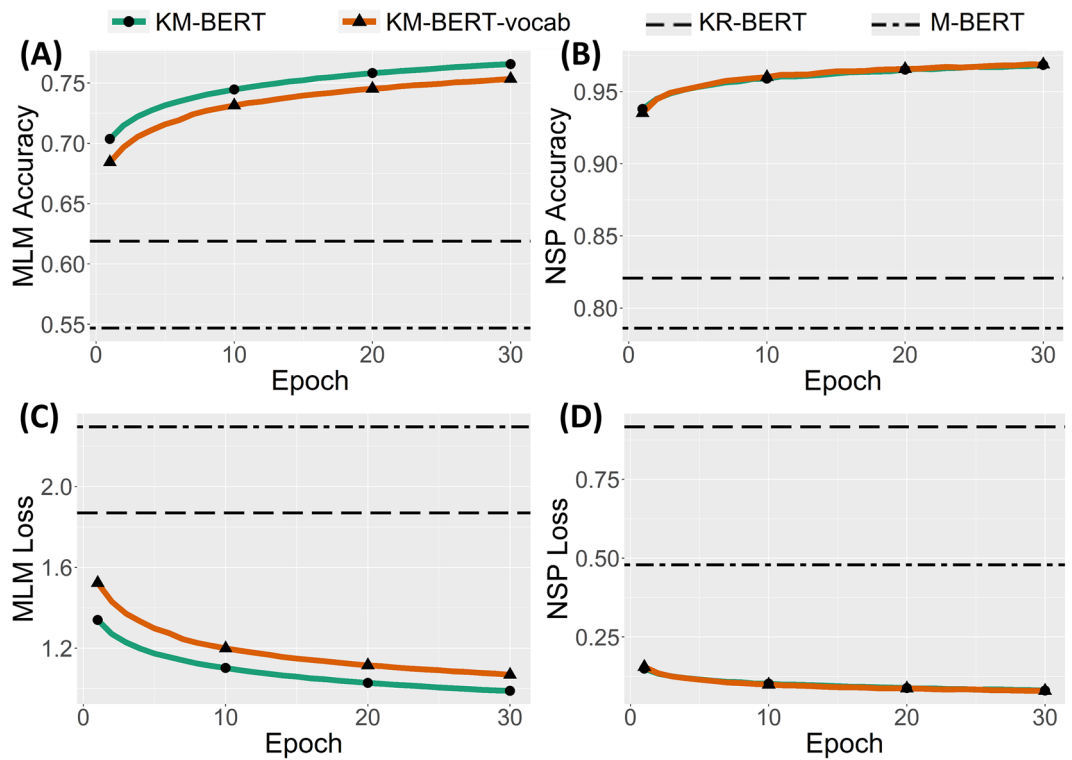 KM-BERT KM-BERT-vocab KR-BERT M-BERT
(A)
MLM Accuracy
0.75
0.70
0.65
0.60
0.55
0 10 20 30
Epoch
(B)
NSP Accuracy
0.95
0.90
0.85
0.80
0 10 20 30
Epoch
(C)
MLM Loss
2.0
1.6
1.2
0 10 20 30
Epoch
(D)
NSP Loss
0.75
0.50
0.25
0 10 20 30
Epoch